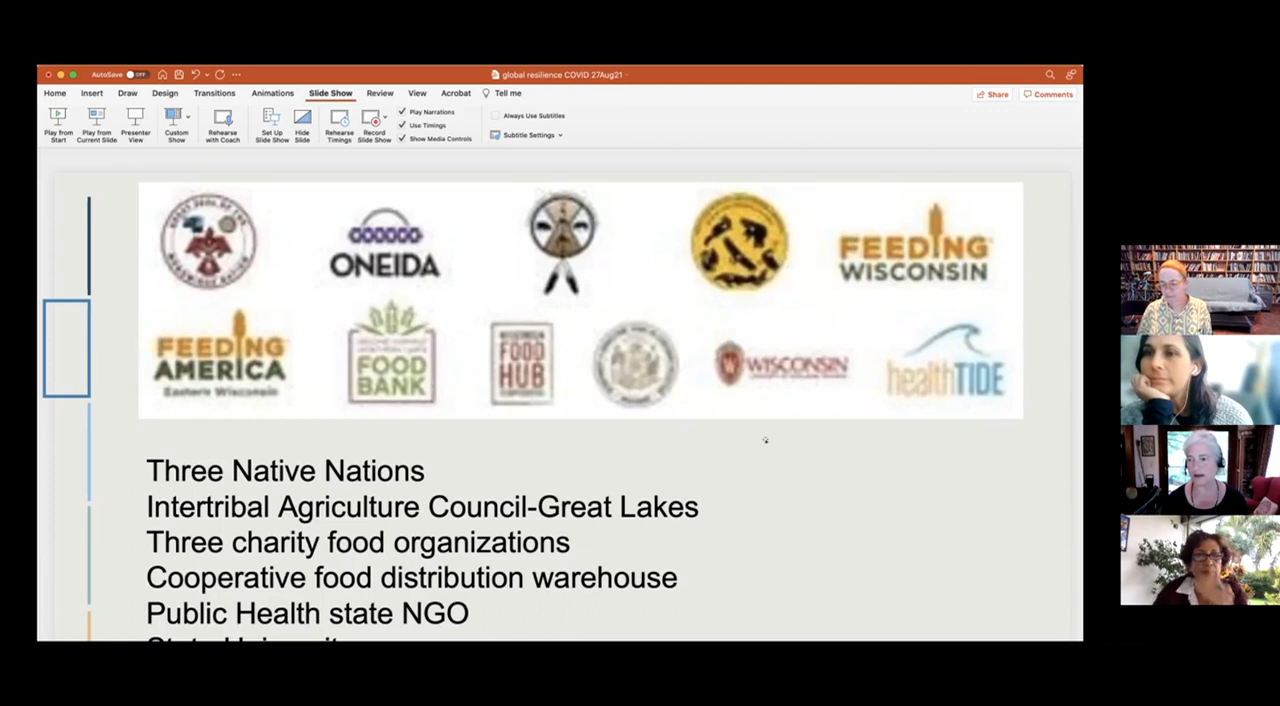 AutoSave OFF
global resilience COVID 27Aug21
Home Insert Draw Design Transitions Animations Slide Show Review View Acrobat Tell me
Share Comments
Play from Start
Play from Current Slide
Presenter View
Custom Show
Rehearse with Coach
Set Up Slide Show
Hide Slide
Rehearse Timings
Record Slide Show
Play Narrations
Use Timings
Show Media Controls
Always Use Subtitles
Subtitle Settings
ONEIDA
FEEDING
WISCONSIN
FEEDING
AMERICA
Eastern Wisconsin
FOOD
BANK
WISCONSIN
FOOD
HUB
WISCONSIN
healthTIDE
Three Native Nations
Intertribal Agriculture Council-Great Lakes
Three charity food organizations
Cooperative food distribution warehouse
Public Health state NGO